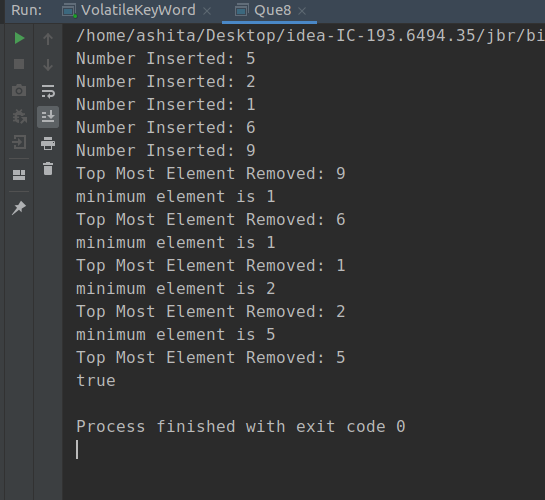 Run: VolatileKeyWord × Que8 ×
/home/ashita/Desktop/idea-IC-193.6494.35/jbr/bi
Number Inserted: 5
Number Inserted: 2
Number Inserted: 1
Number Inserted: 6
Number Inserted: 9
Top Most Element Removed: 9
minimum element is 1
Top Most Element Removed: 6
minimum element is 1
Top Most Element Removed: 1
minimum element is 2
Top Most Element Removed: 2
minimum element is 5
Top Most Element Removed: 5
true
Process finished with exit code 0